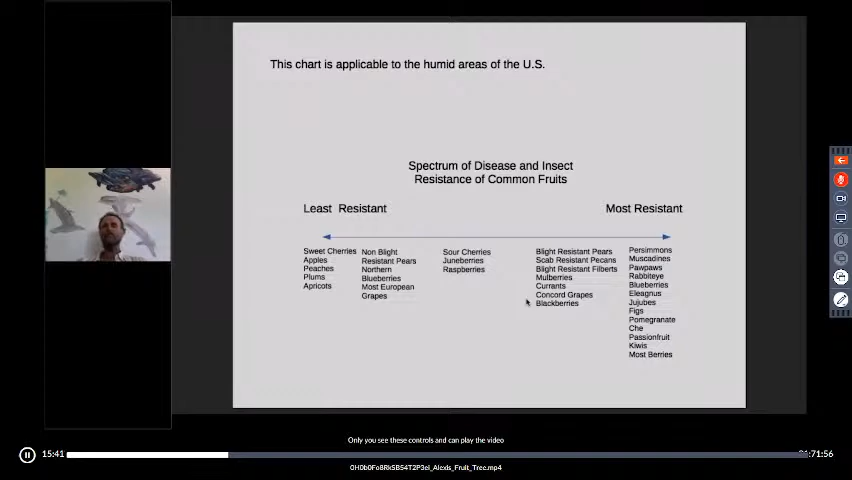 This chart is applicable to the humid areas of the U.S.
Spectrum of Disease and Insect
Resistance of Common Fruits
Least Resistant
Most Resistant
Sweet Cherries
Apples
Peaches
Plums
Apricots
Non Blight
Resistant Pears
Northern
Blueberries
Most European
Grapes
Sour Cherries
Juneberries
Raspberries
Blight Resistant Pears
Scab Resistant Pecans
Blight Resistant Filberts
Mulberries
Currants
Concord Grapes
Blackberries
Persimmons
Muscadines
Pawpaws
Rabbiteye
Blueberries
Eleagnus
Jujubes
Figs
Pomegranate
Che
Passionfruit
Kiwis
Most Berries
Only you see these controls and can play the video
15:41